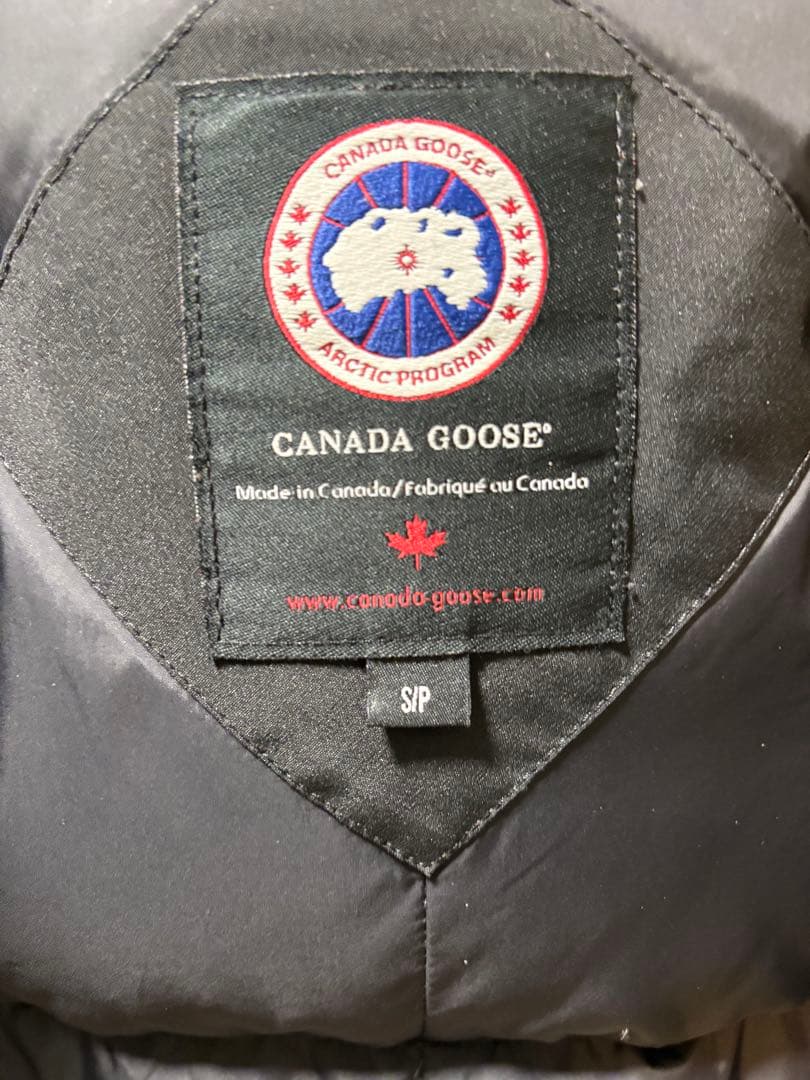 CANADA GOOSE®
ARCTIC PROGRAM
CANADA GOOSE®
Made in Canada/Fabriqué au Canada
www.canada-goose.com
S/P